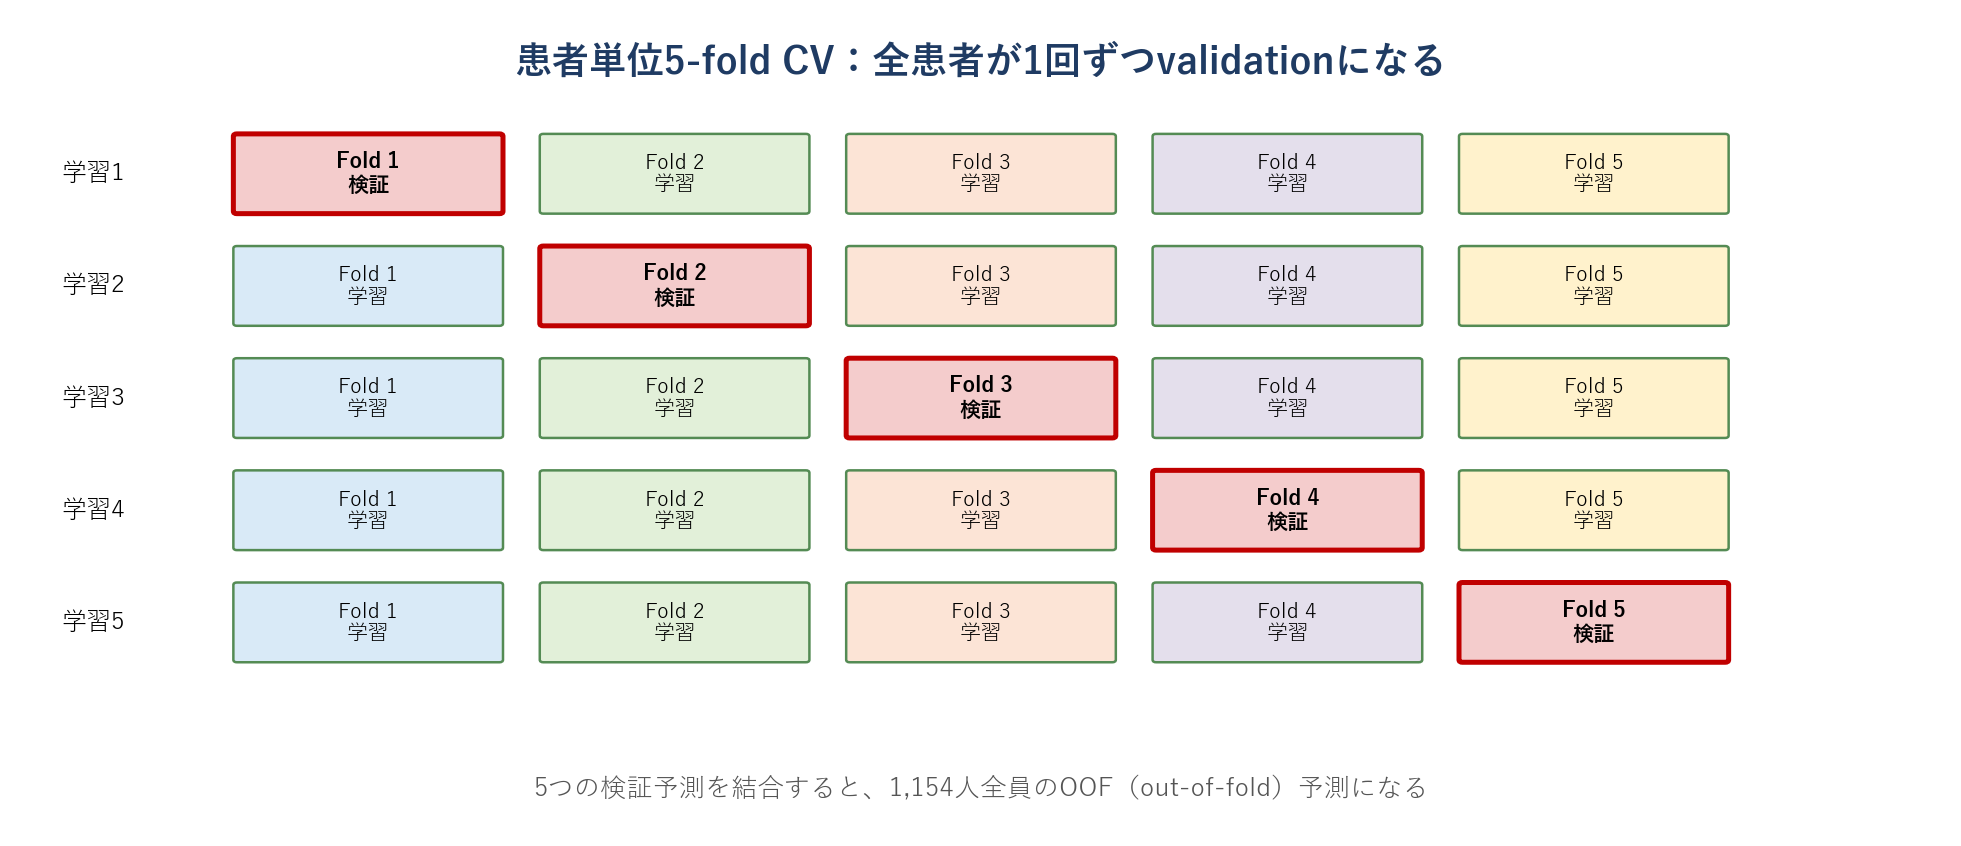 患者単位5-fold CV：全患者が1回ずつvalidationになる
学習1
Fold 1
検証
Fold 2
学習
Fold 3
学習
Fold 4
学習
Fold 5
学習
学習2
Fold 1
学習
Fold 2
検証
Fold 3
学習
Fold 4
学習
Fold 5
学習
学習3
Fold 1
学習
Fold 2
学習
Fold 3
検証
Fold 4
学習
Fold 5
学習
学習4
Fold 1
学習
Fold 2
学習
Fold 3
学習
Fold 4
検証
Fold 5
学習
学習5
Fold 1
学習
Fold 2
学習
Fold 3
学習
Fold 4
学習
Fold 5
検証
5つの検証予測を結合すると、1,154人全員のOOF（out-of-fold）予測になる